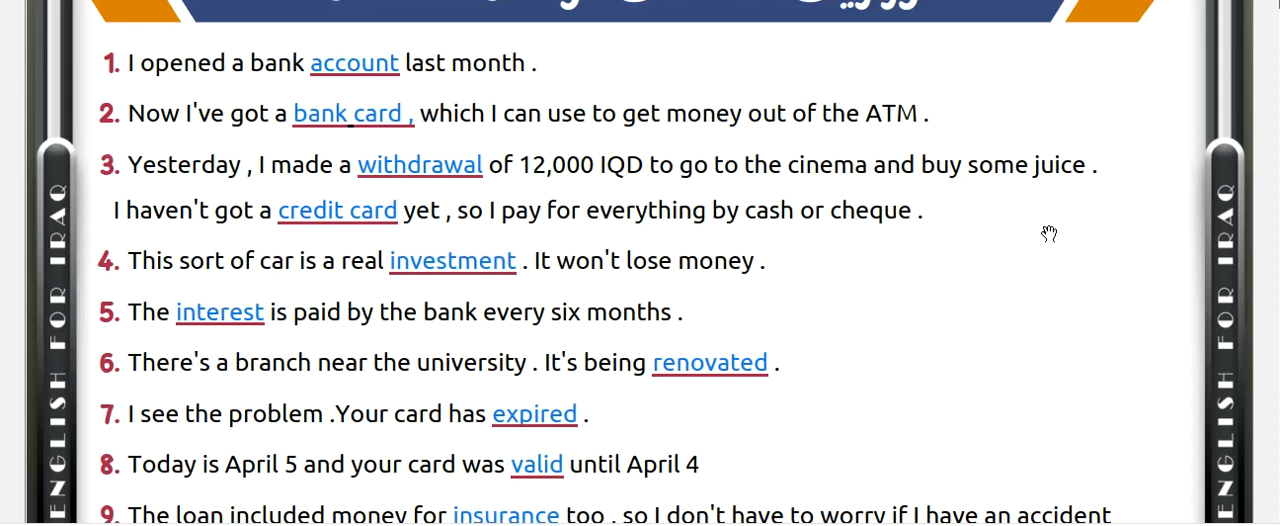 1. I opened a bank account last month .
2. Now I've got a bank card , which I can use to get money out of the ATM .
3. Yesterday , I made a withdrawal of 12,000 IQD to go to the cinema and buy some juice .
I haven't got a credit card yet , so I pay for everything by cash or cheque .
4. This sort of car is a real investment . It won't lose money .
5. The interest is paid by the bank every six months .
6. There's a branch near the university . It's being renovated .
7. I see the problem .Your card has expired .
8. Today is April 5 and your card was valid until April 4
9. The loan included money for insurance too , so I don't have to worry if I have an accident
ENGLISH FOR IRAQ
ENGLISH FOR IRAQ